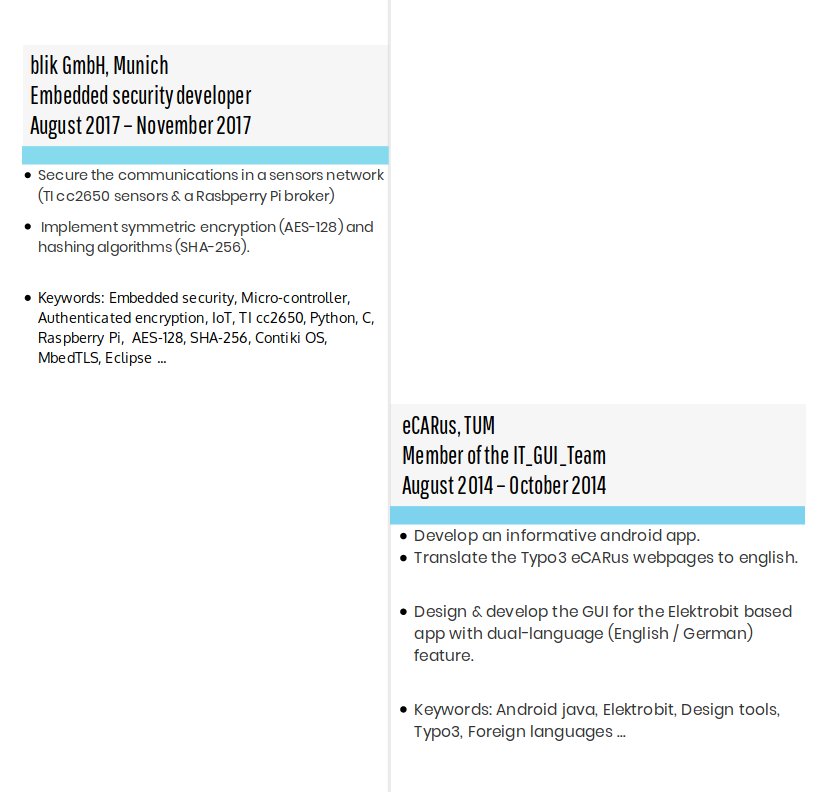 blik GmbH, Munich
Embedded security developer
August 2017 – November 2017
• Secure the communications in a sensors network
(TI cc2650 sensors & a Rasbperry Pi broker)
• Implement symmetric encryption (AES-128) and
hashing algorithms (SHA-256).
• Keywords: Embedded security, Micro-controller,
Authenticated encryption, IoT, TI cc2650, Python, C,
Raspberry Pi, AES-128, SHA-256, Contiki OS,
MbedTLS, Eclipse ...
eCARus, TUM
Member of the IT_GUI_Team
August 2014 – October 2014
• Develop an informative android app.
• Translate the Typo3 eCARus webpages to english.
• Design & develop the GUI for the Elektrobit based
app with dual-language (English / German)
feature.
• Keywords: Android java, Elektrobit, Design tools,
Typo3, Foreign languages ...